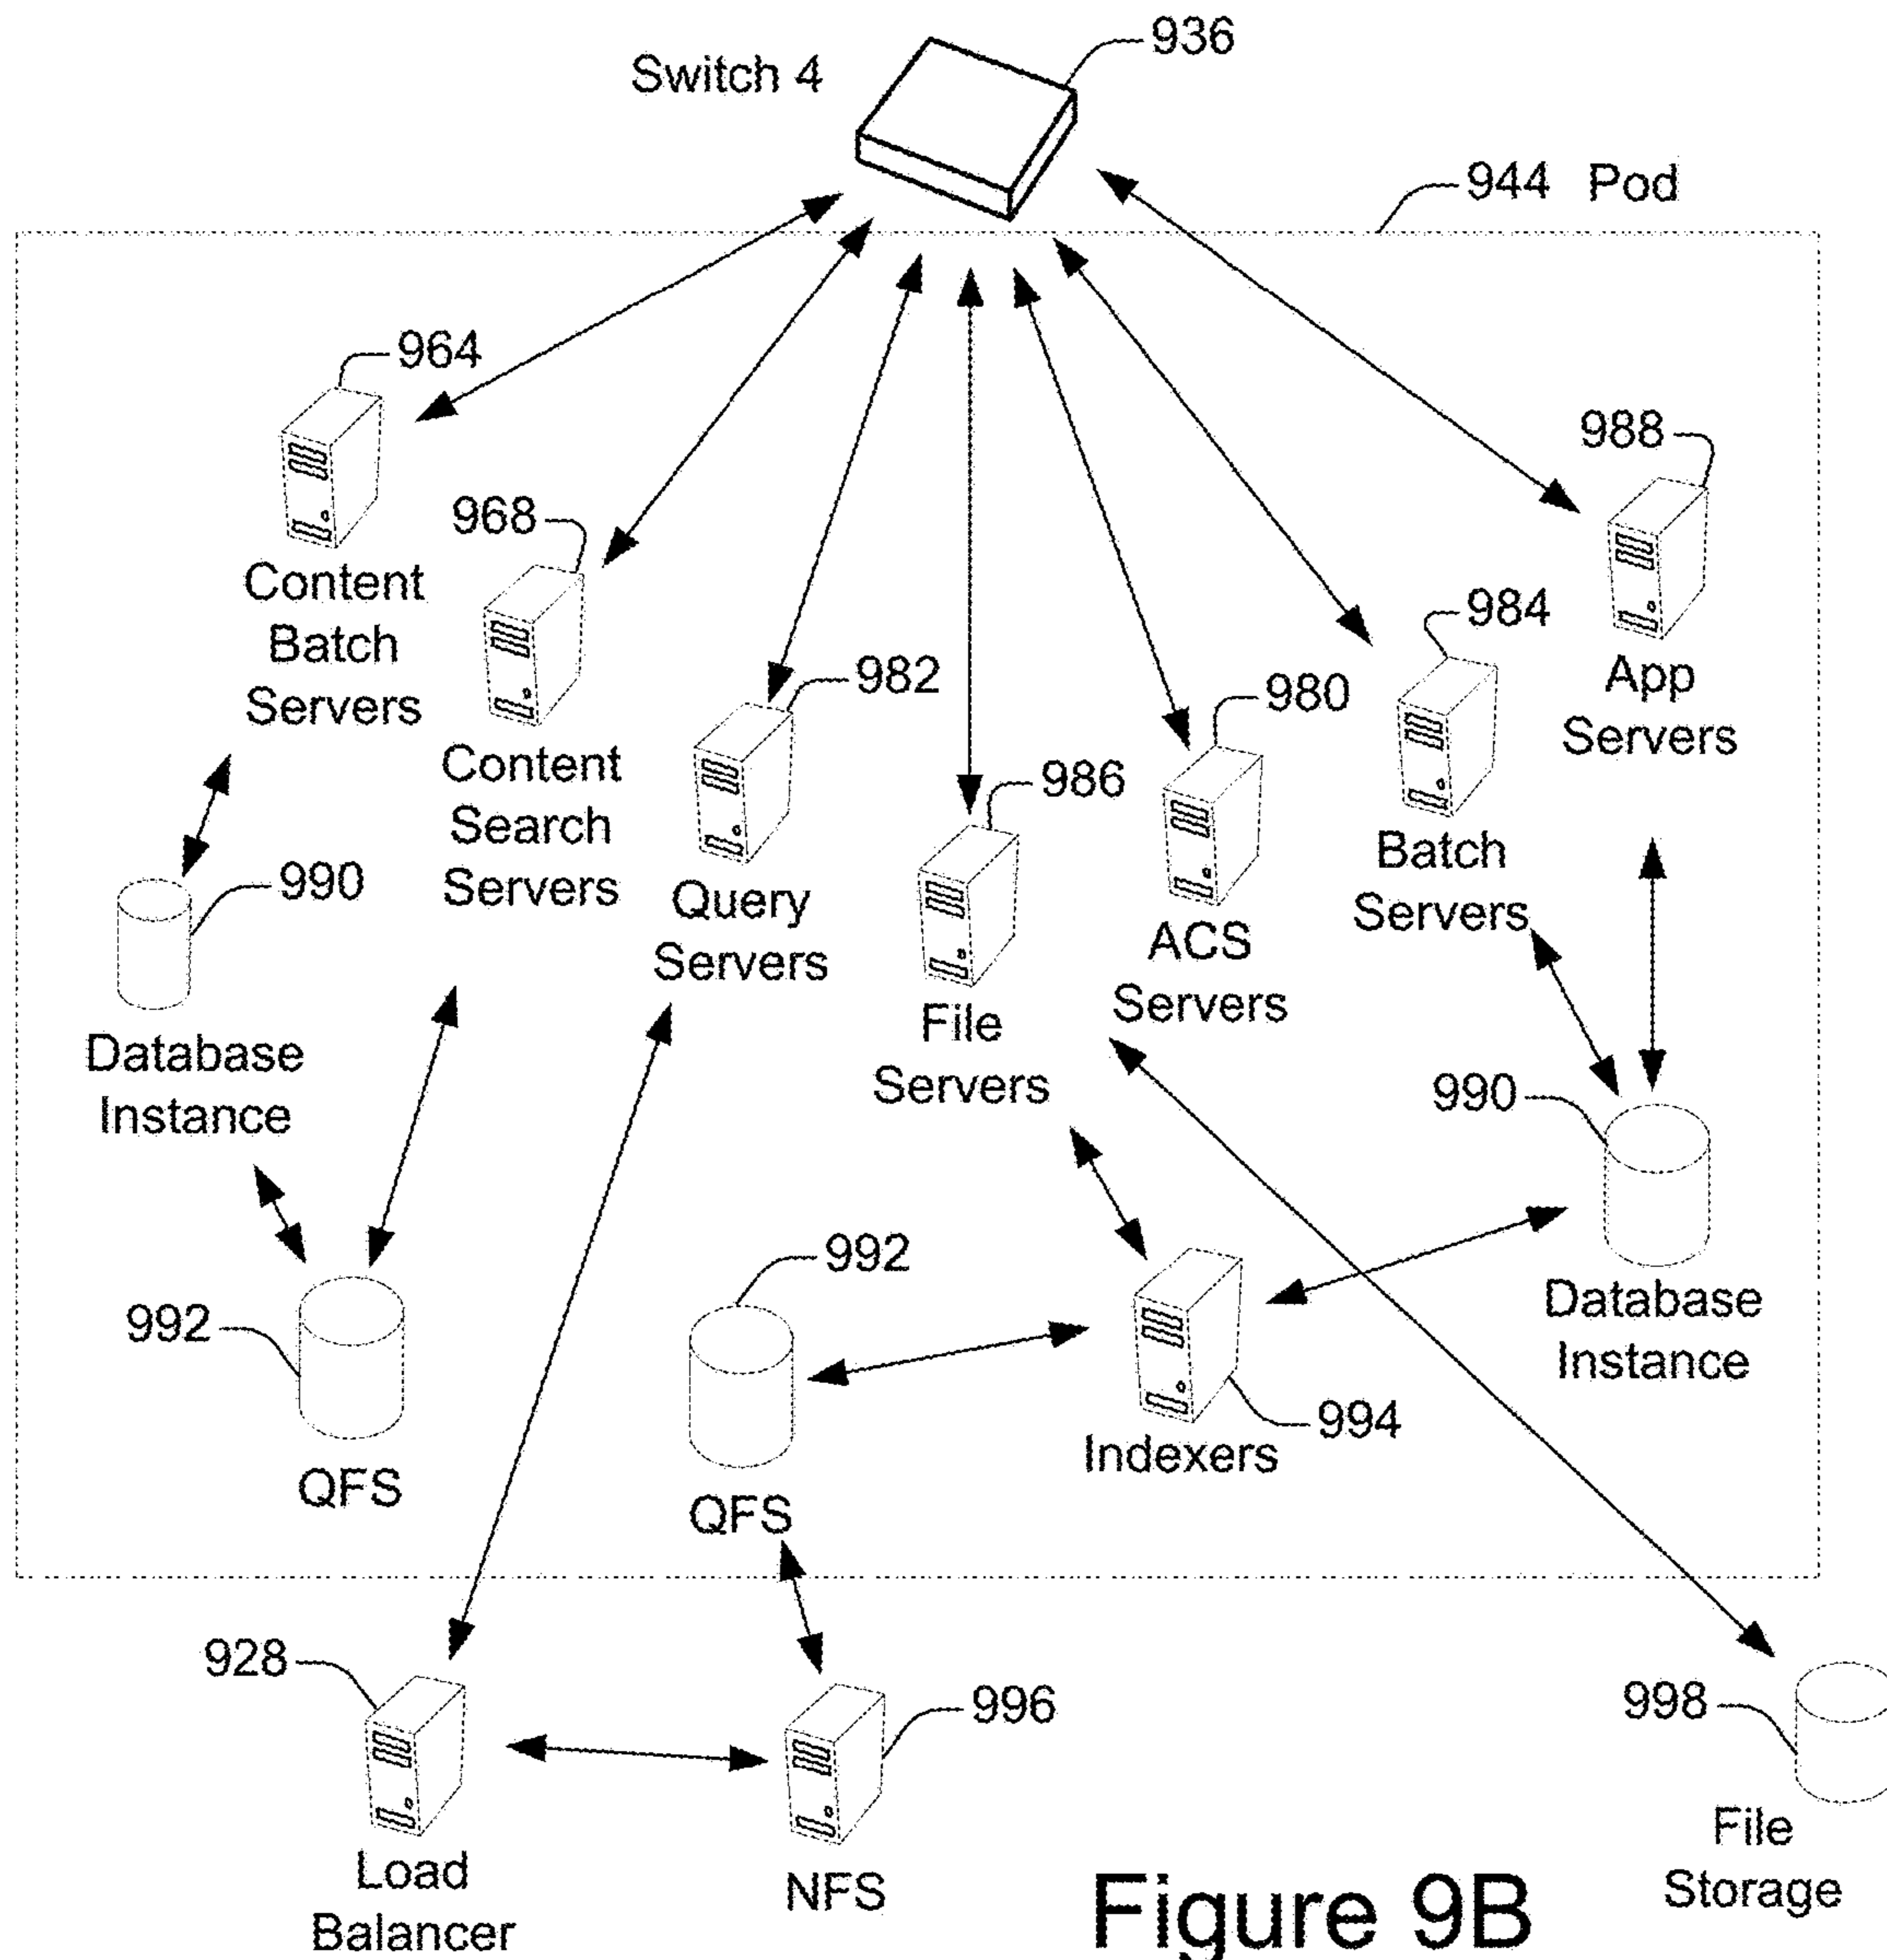 936
Switch 4
944 Pod
964
988
968
Content
Batch
Servers
984
982
980
App
Servers
Content
Search
Servers
986
Batch
Servers
990
Query
Servers
ACS
Servers
File
Servers
Database
Instance
990
992
992
Database
Instance
994
Indexers
QFS
QFS
928
996
998
File
Storage
Load
Balancer
NFS
Figure 9B